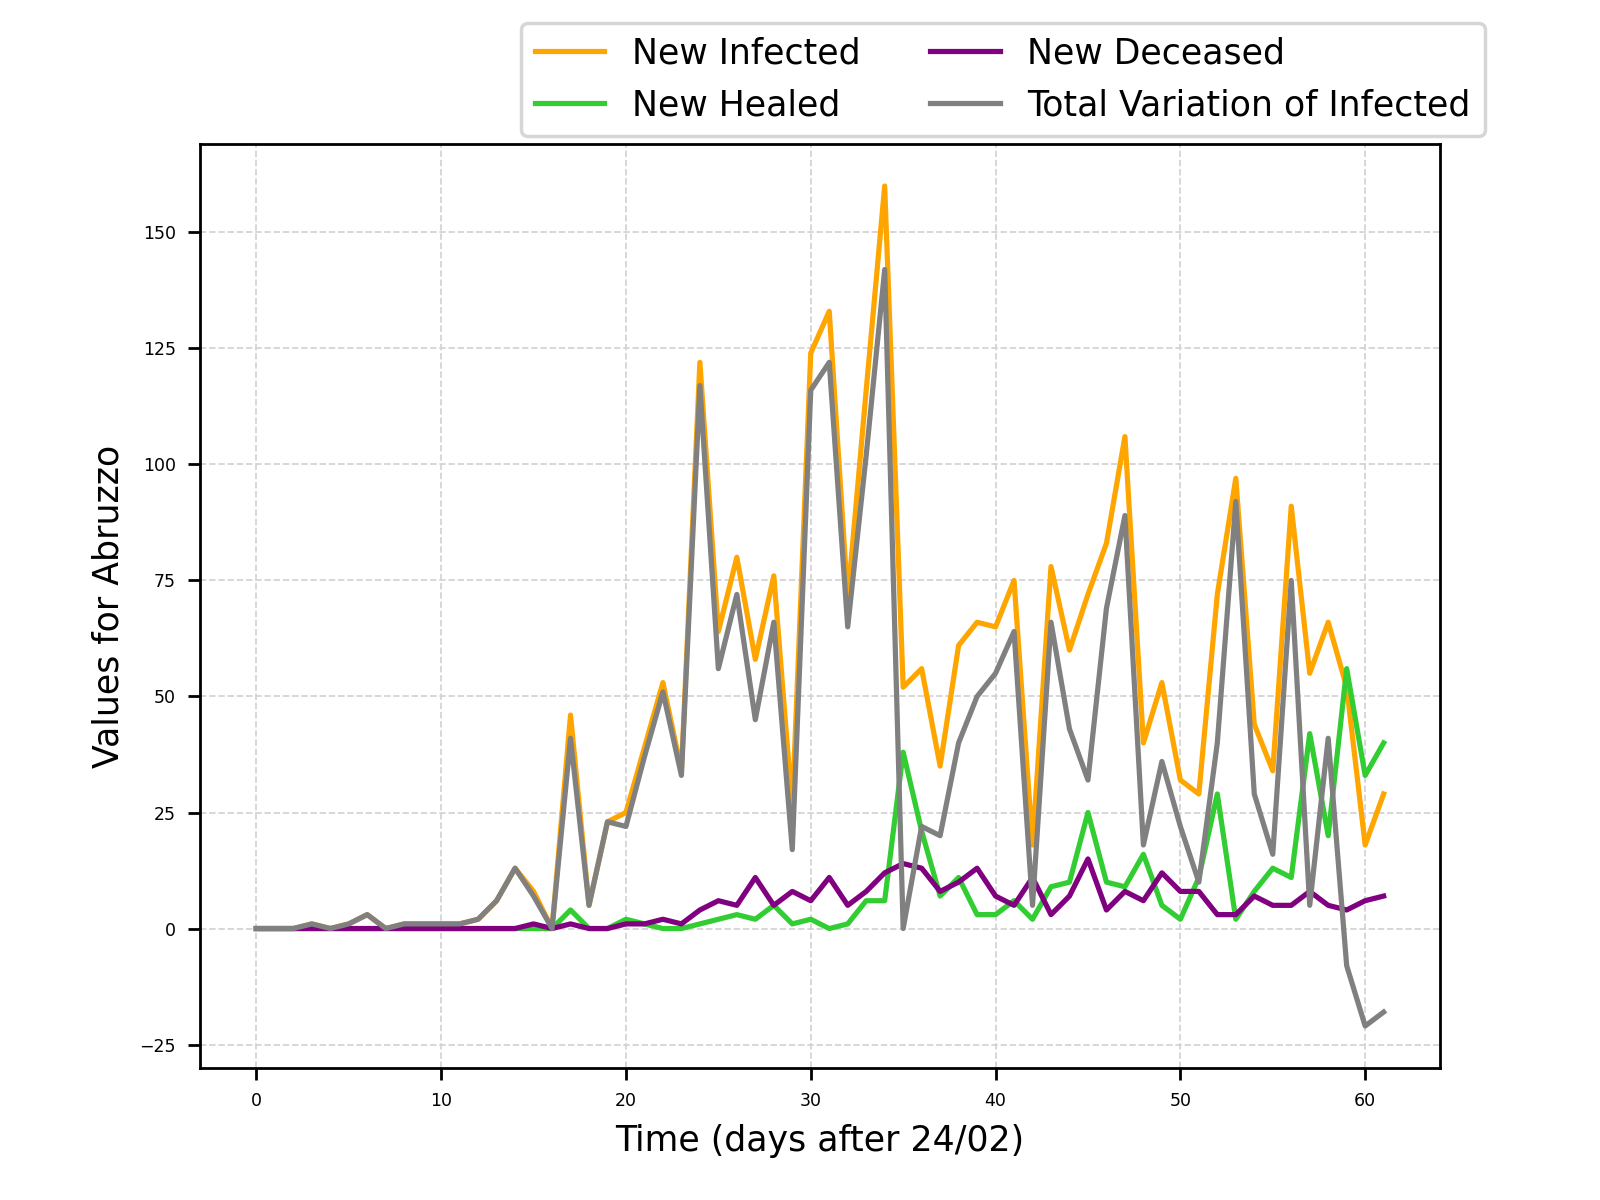 New Infected
New Healed
New Deceased
Total Variation of Infected
Values for Abruzzo
150
125
100
75
50
25
0
−25
0 10 20 30 40 50 60
Time (days after 24/02)